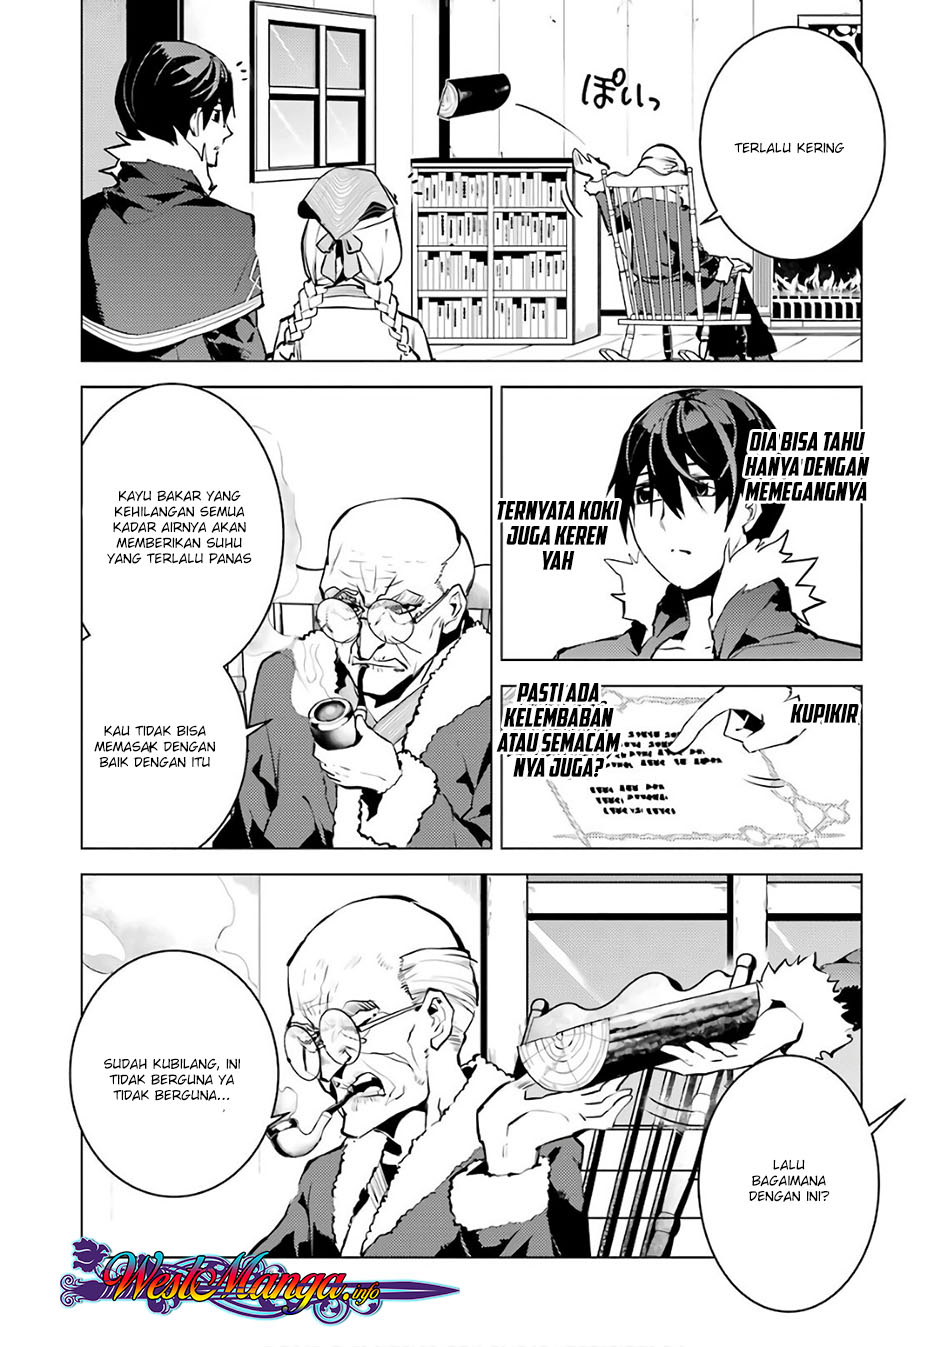 TERLALU KERING
ぽいっ
DIA BISA TAHU
HANYA DENGAN
MEMEGANGNYA
TERNYATA KOKI
JUGA KEREN
YAH
KAYU BAKAR YANG
KEHILANGAN SEMUA
KADAR AIRNYA AKAN
MEMBERIKAN SUHU
YANG TERLALU PANAS
KAU TIDAK BISA
MEMASAK DENGAN
BAIK DENGAN ITU
KUPIKIR
PASTI ADA
KELEMBABAN
ATAU SEMACAM
NYA JUGA?
LALU
BAGAIMANA
DENGAN INI?
SUDAH KUBILANG, INI
TIDAK BERGUNA YA
TIDAK BERGUNA...
WestManga.info